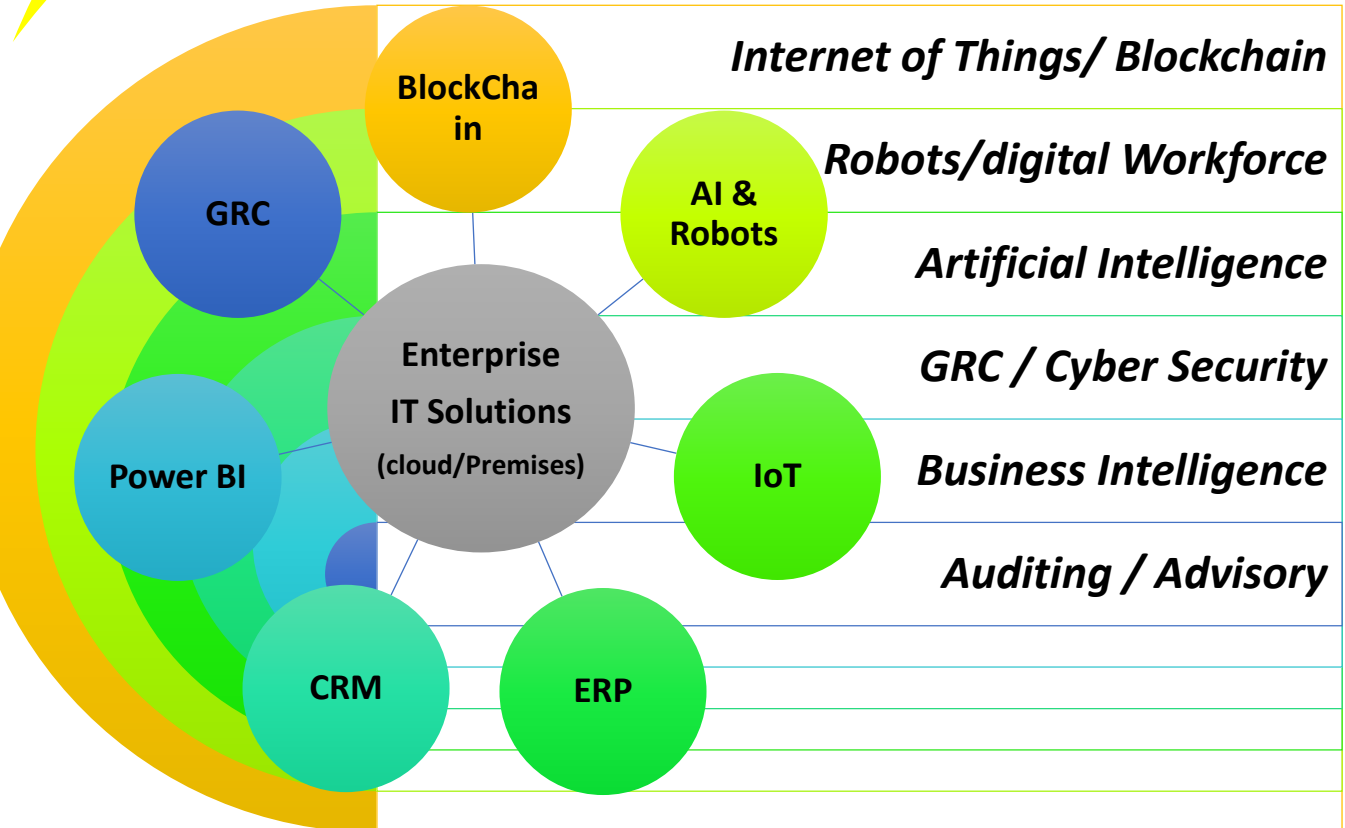 Internet of Things/ Blockchain
Robots/digital Workforce
Artificial Intelligence
GRC / Cyber Security
Business Intelligence
Auditing / Advisory
BlockCha
in
AI &
Robots
GRC
Enterprise
IT Solutions
(cloud/Premises)
Power BI
IoT
CRM
ERP